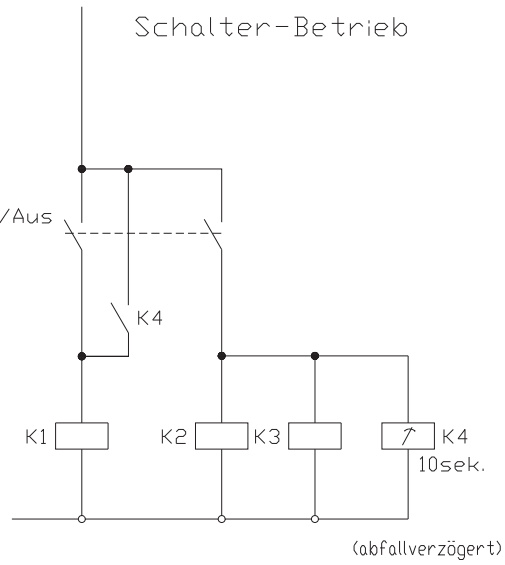 Schalter-Betrieb
/Aus
K4
K1
K2
K3
K4
10sek.
(abfallverzögert)